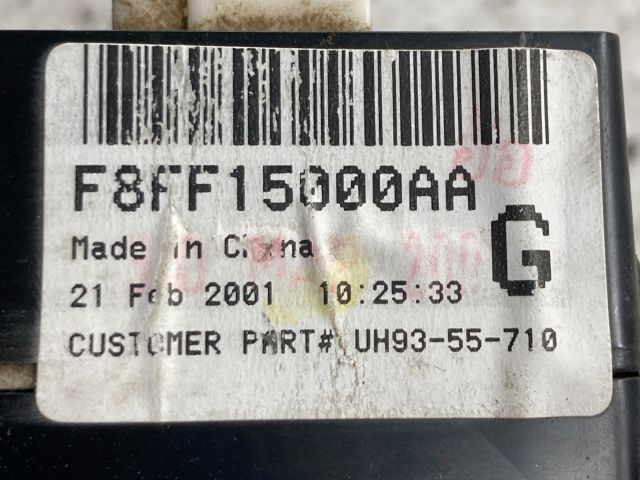 F8FF15000AA
G
Made in China
21 Feb 2001 10:25:33
CUSTOMER PART# UH93-55-710